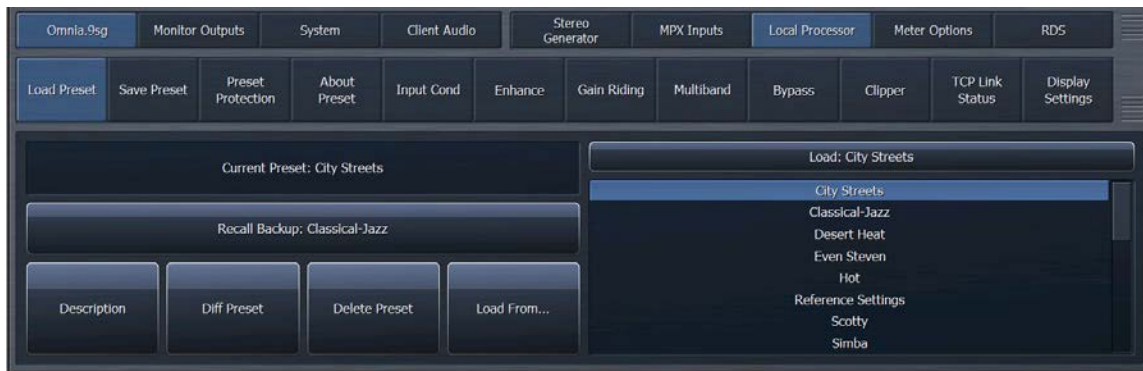 Omnia.9sg
Monitor Outputs
System
Client Audio
Stereo
Generator
MPX Inputs
Local Processor
Meter Options
RDS
Load Preset
Save Preset
Preset
Protection
About
Preset
Input Cond
Enhance
Gain Riding
Multiband
Bypass
Clipper
TCP Link
Status
Display
Settings
Current Preset: City Streets
Recall Backup: Classical-Jazz
Description
Diff Preset
Delete Preset
Load From...
Load: City Streets
City Streets
Classical-Jazz
Desert Heat
Even Steven
Hot
Reference Settings
Scotty
Simba